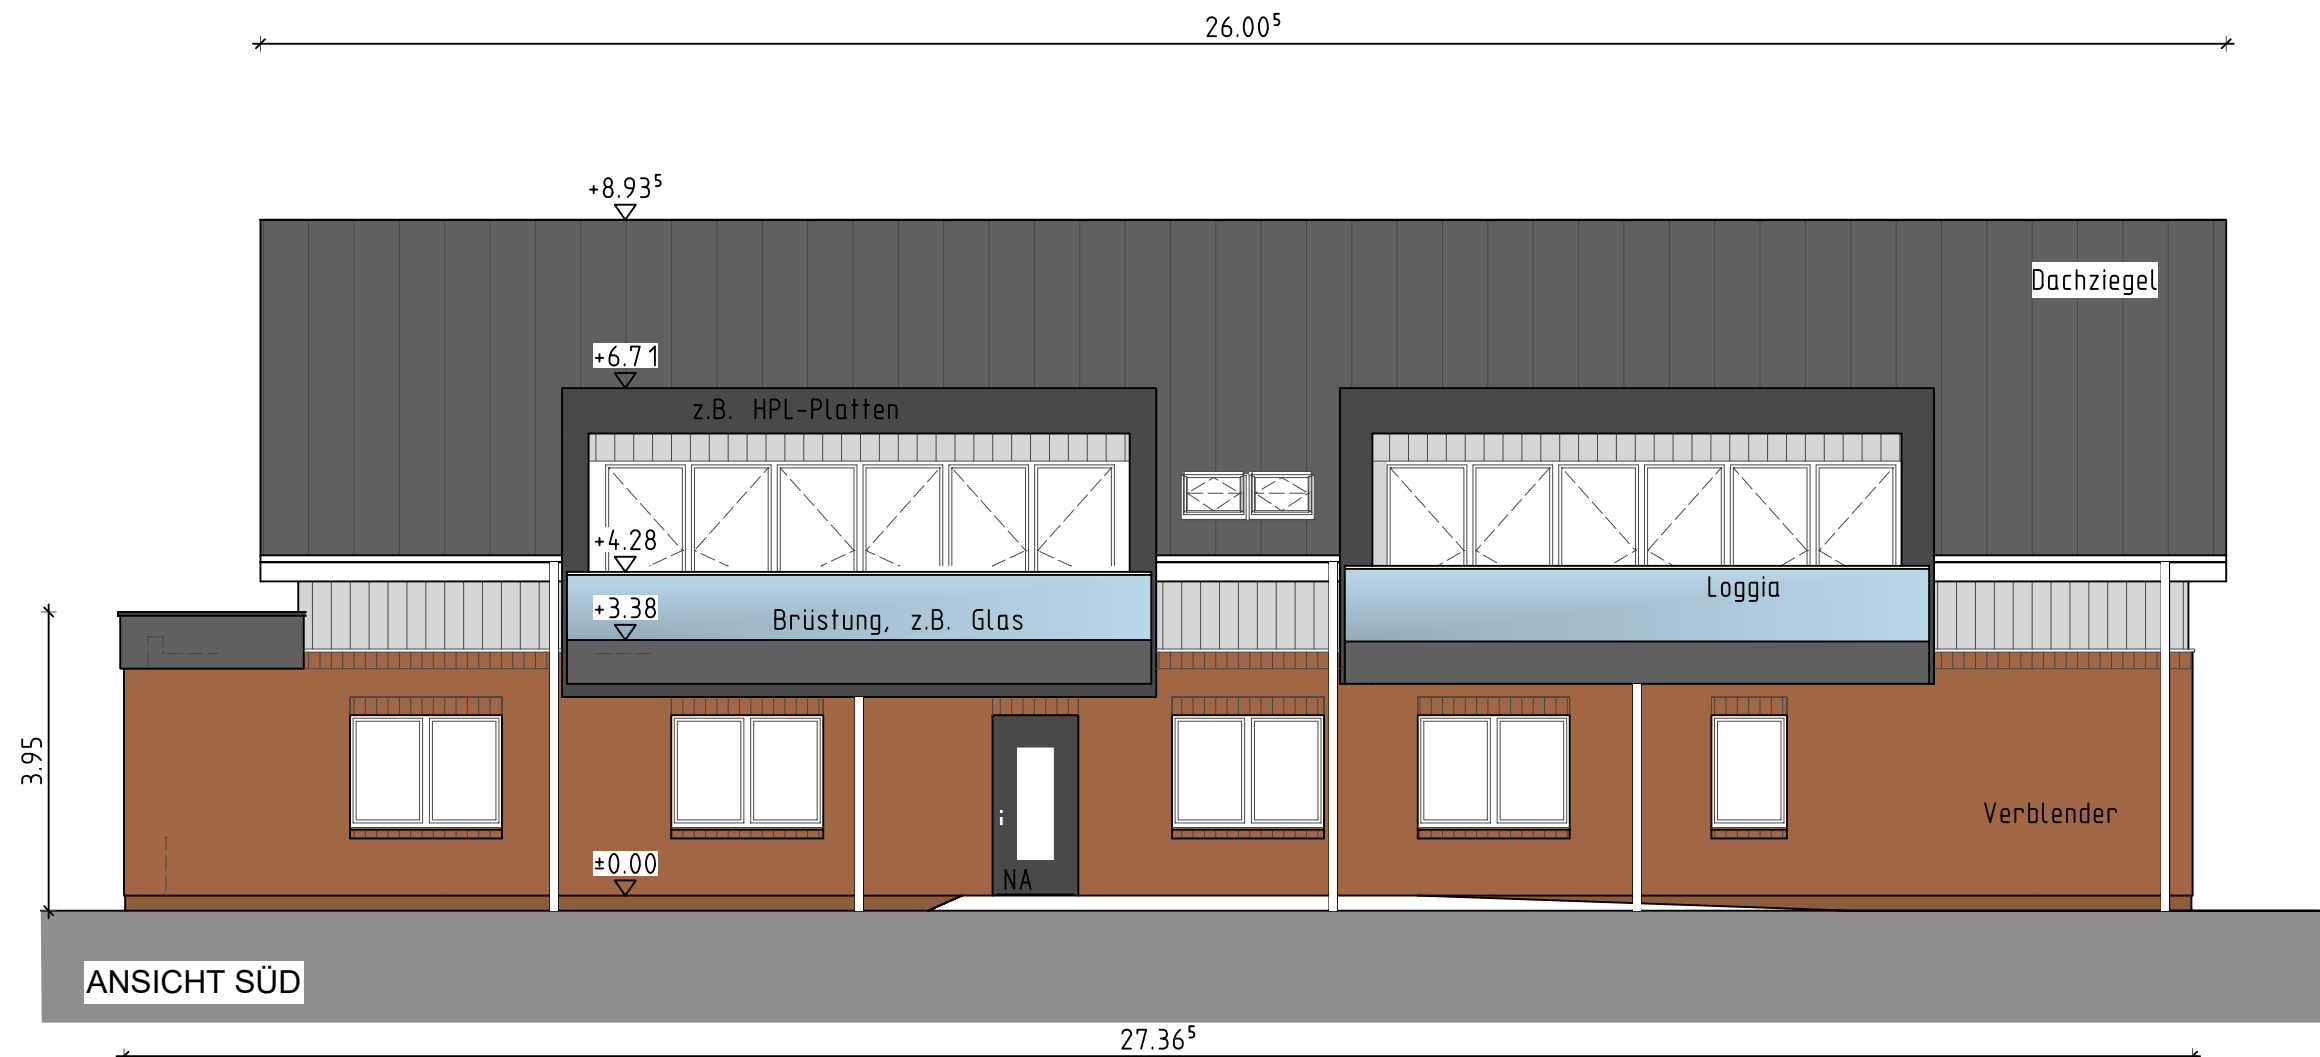 26.00⁵
+8.93⁵
Dachziegel
+6.71
z.B. HPL-Platten
+4.28
Loggia
+3.38
Brüstung, z.B. Glas
3.95
Verblender
±0.00
NA
ANSICHT SÜD
27.36⁵